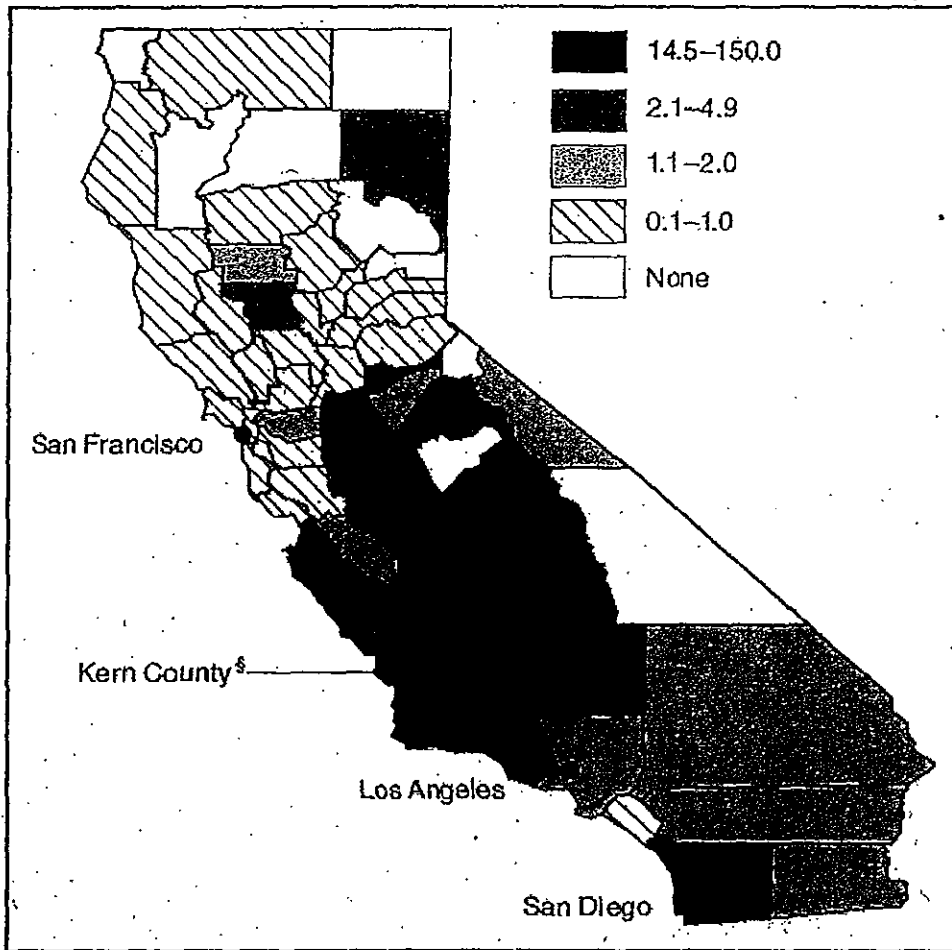 14.5–150.0
2.1–4.9
1.1–2.0
0.1–1.0
None
San Francisco
Kern County§
Los Angeles
San Diego